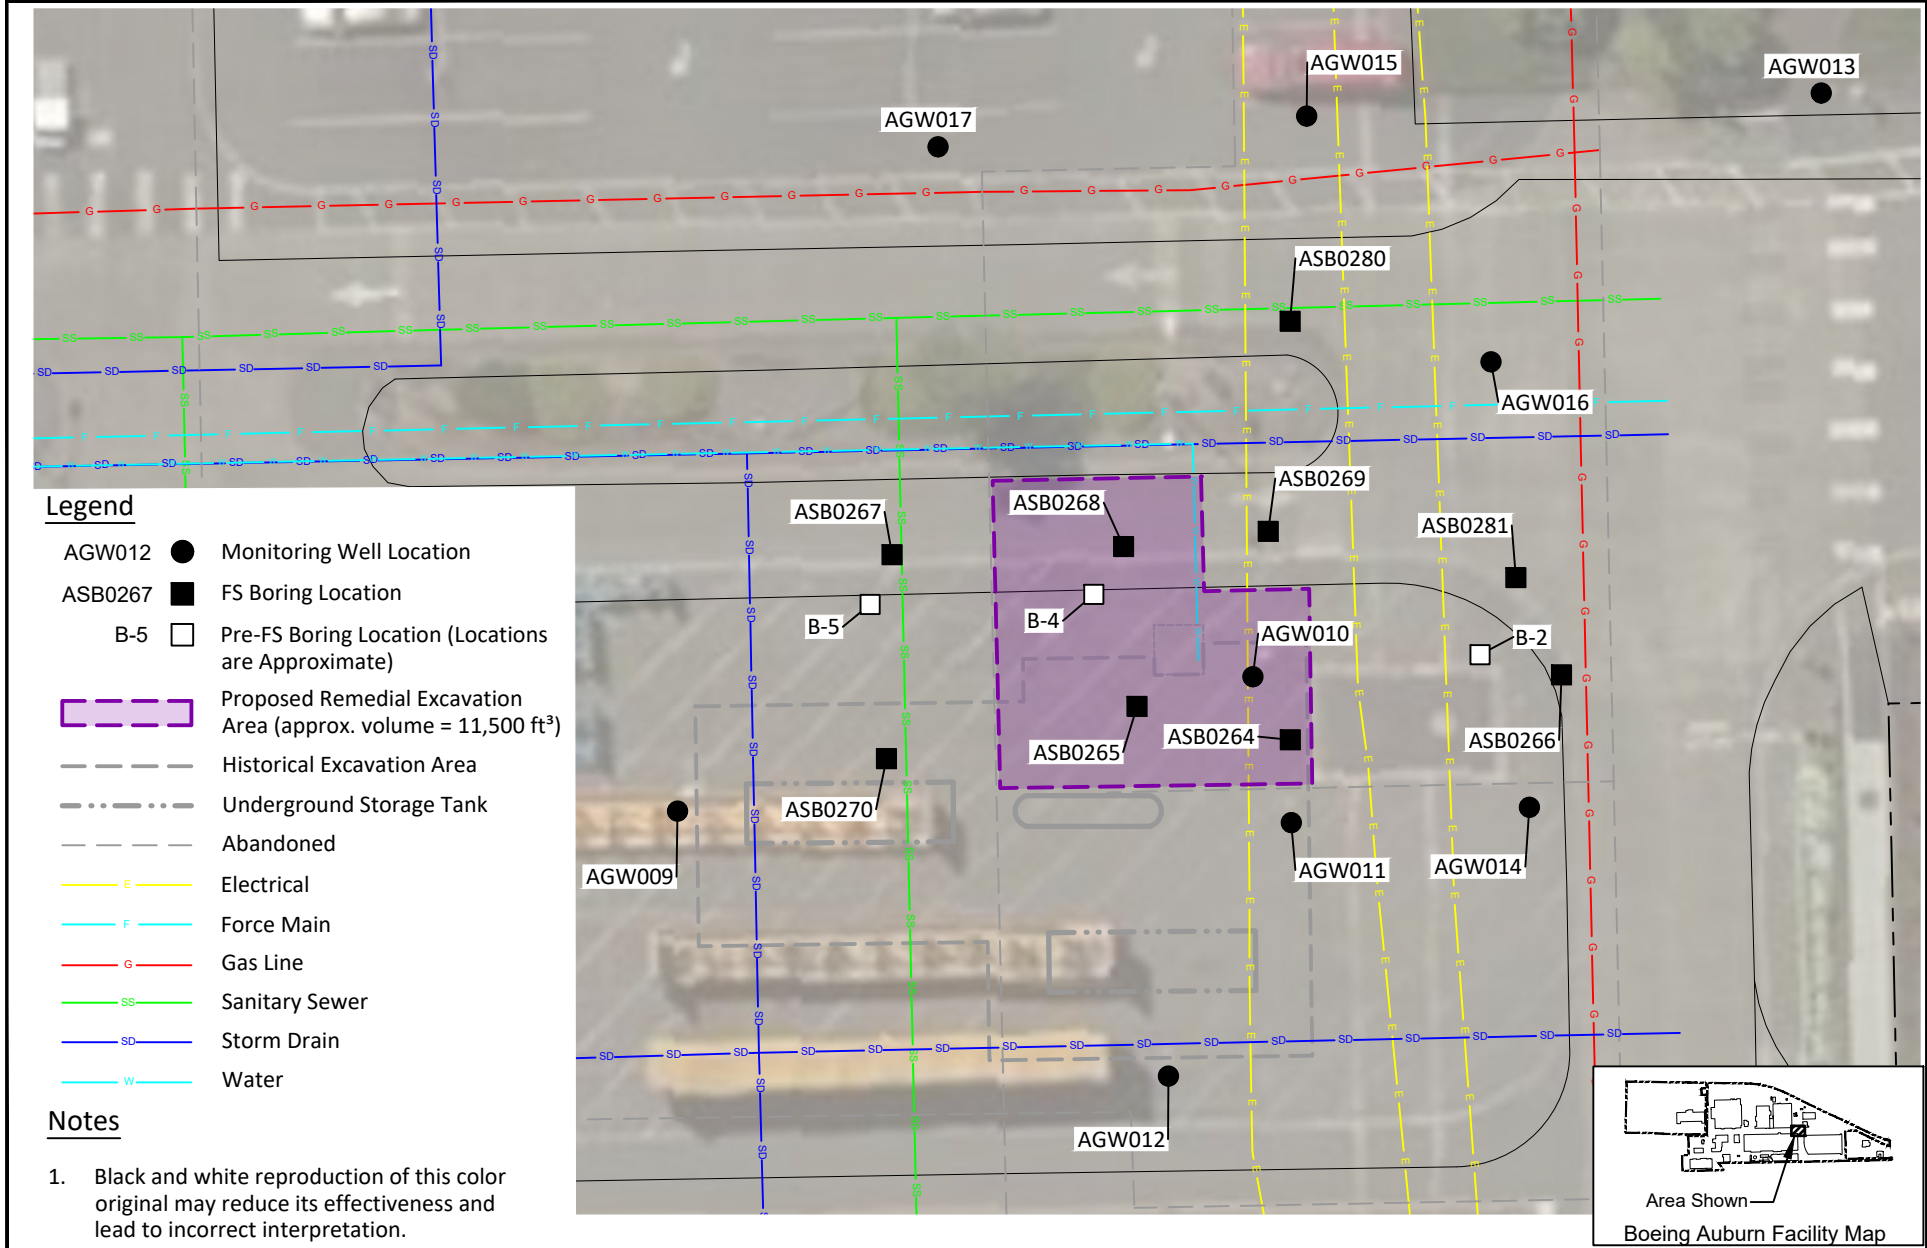 AGW015
AGW013
AGW017
ASB0280
AGW016
ASB0269
ASB0268
ASB0267
ASB0281
B-5
B-4
AGW010
B-2
ASB0264
ASB0265
ASB0266
ASB0270
AGW009
AGW011
AGW014
AGW012
Legend
AGW012 Monitoring Well Location
ASB0267 FS Boring Location
B-5 Pre-FS Boring Location (Locations
are Approximate)
Proposed Remedial Excavation
Area (approx. volume = 11,500 ft³)
Historical Excavation Area
Underground Storage Tank
Abandoned
E Electrical
F Force Main
G Gas Line
SS Sanitary Sewer
SD Storm Drain
W Water
Notes
1. Black and white reproduction of this color
original may reduce its effectiveness and
lead to incorrect interpretation.
Area Shown
Boeing Auburn Facility Map